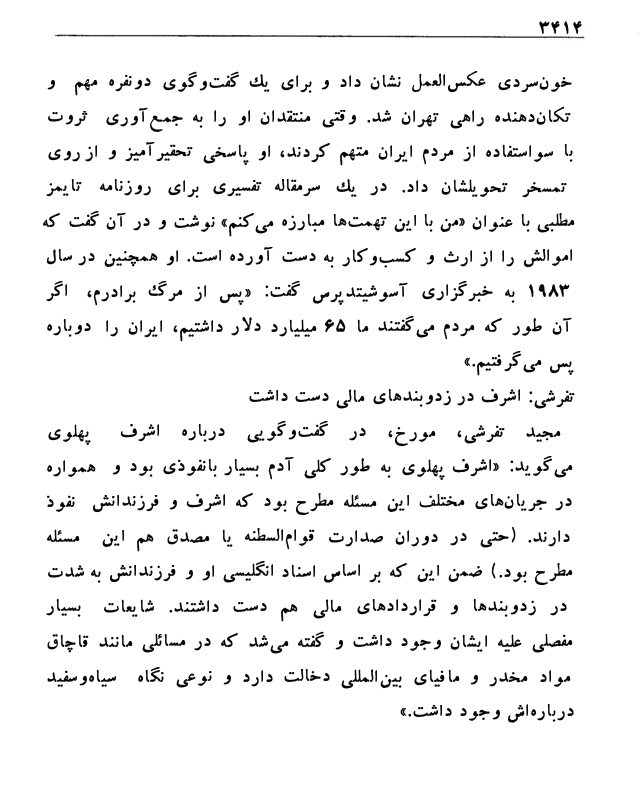 ۳۴۱۴
خون‌سردی عکس‌العمل نشان داد و برای یك گفت‌وگوی دونفره مهم و
تکان‌دهنده راهی تهران شد. وقتی منتقدان او را به جمع‌آوری ثروت
با سواستفاده از مردم ایران متهم کردند، او پاسخی تحقیرآمیز و از روی
تمسخر تحویلشان داد. در یك سرمقاله تفسیری برای روزنامه تایمز
مطلبی با عنوان «من با این تهمت‌ها مبارزه می‌کنم» نوشت و در آن گفت که
اموالش را از ارث و کسب‌وکار به دست آورده است. او همچنین در سال
۱۹۸۳ به خبرگزاری آسوشیتدپرس گفت: «پس از مرگ برادرم، اگر
آن طور که مردم می‌گفتند ما ۶۵ میلیارد دلار داشتیم، ایران را دوباره
پس می‌گرفتیم.»
تفرشی: اشرف در زدوبندهای مالی دست داشت
مجید تفرشی، مورخ، در گفت‌وگویی درباره اشرف پهلوی
می‌گوید: «اشرف پهلوی به طور کلی آدم بسیار بانفوذی بود و همواره
در جریان‌های مختلف این مسئله مطرح بود که اشرف و فرزندانش نفوذ
دارند. (حتی در دوران صدارت قوام‌السطنه یا مصدق هم این مسئله
مطرح بود.) ضمن این که بر اساس اسناد انگلیسی او و فرزندانش به شدت
در زدوبندها و قراردادهای مالی هم دست داشتند. شایعات بسیار
مفصلی علیه ایشان وجود داشت و گفته می‌شد که در مسائلی مانند قاچاق
مواد مخدر و مافیای بین‌المللی دخالت دارد و نوعی نگاه سیاه‌وسفید
درباره‌اش وجود داشت.»